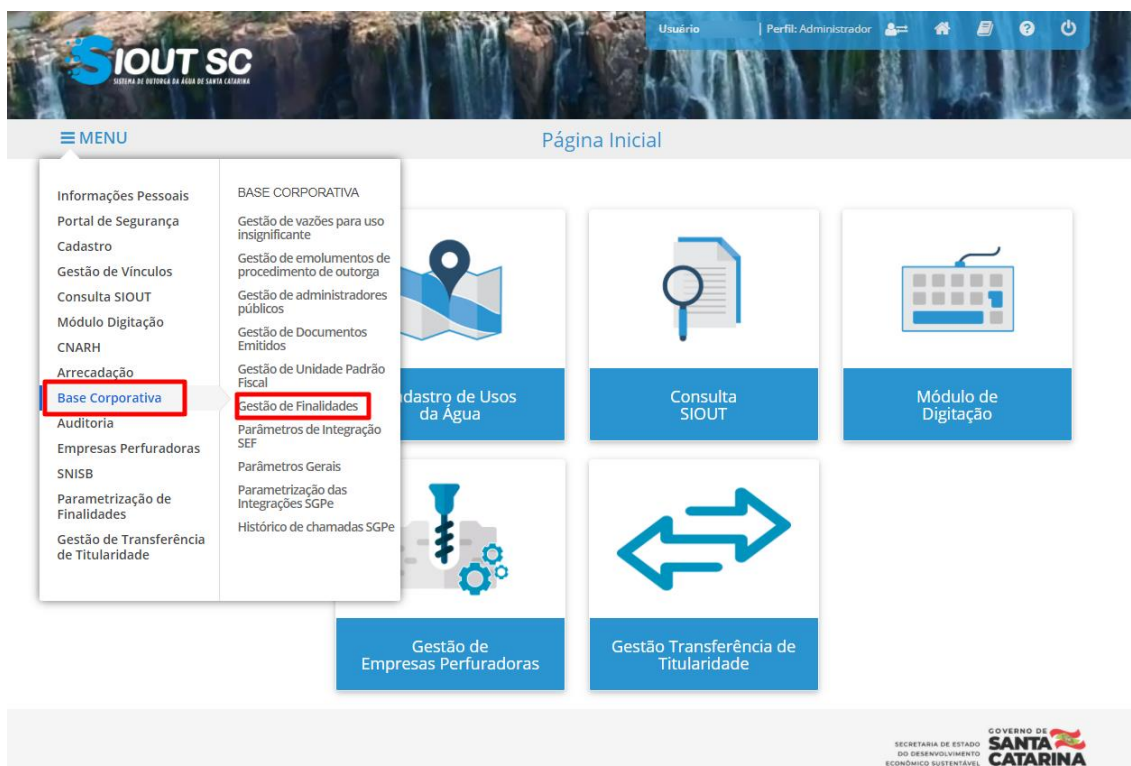 SIOUT SC
SISTEMA DE OUTORGA DA ÁGUA DE SANTA CATARINA
Usuário | Perfil: Administrador
MENU
Página Inicial
Informações Pessoais
Portal de Segurança
Cadastro
Gestão de Vínculos
Consulta SIOUT
Módulo Digitação
CNARH
Arrecadação
Base Corporativa
Auditoria
Empresas Perfuradoras
SNISB
Parametrização de
Finalidades
Gestão de Transferência
de Titularidade
BASE CORPORATIVA
Gestão de vazões para uso
insignificante
Gestão de emolumentos de
procedimento de outorga
Gestão de administradores
públicos
Gestão de Documentos
Emitidos
Gestão de Unidade Padrão
Fiscal
Gestão de Finalidades
Parâmetros de Integração
SEF
Parâmetros Gerais
Parametrização das
Integrações SGPe
Histórico de chamadas SGPe
dastro de Usos
da Água
Consulta
SIOUT
Módulo de
Digitação
Gestão de
Empresas Perfuradoras
Gestão Transferência de
Titularidade
SECRETARIA DE ESTADO
DO DESENVOLVIMENTO
ECONÔMICO SUSTENTÁVEL
GOVERNO DE
SANTA
CATARINA